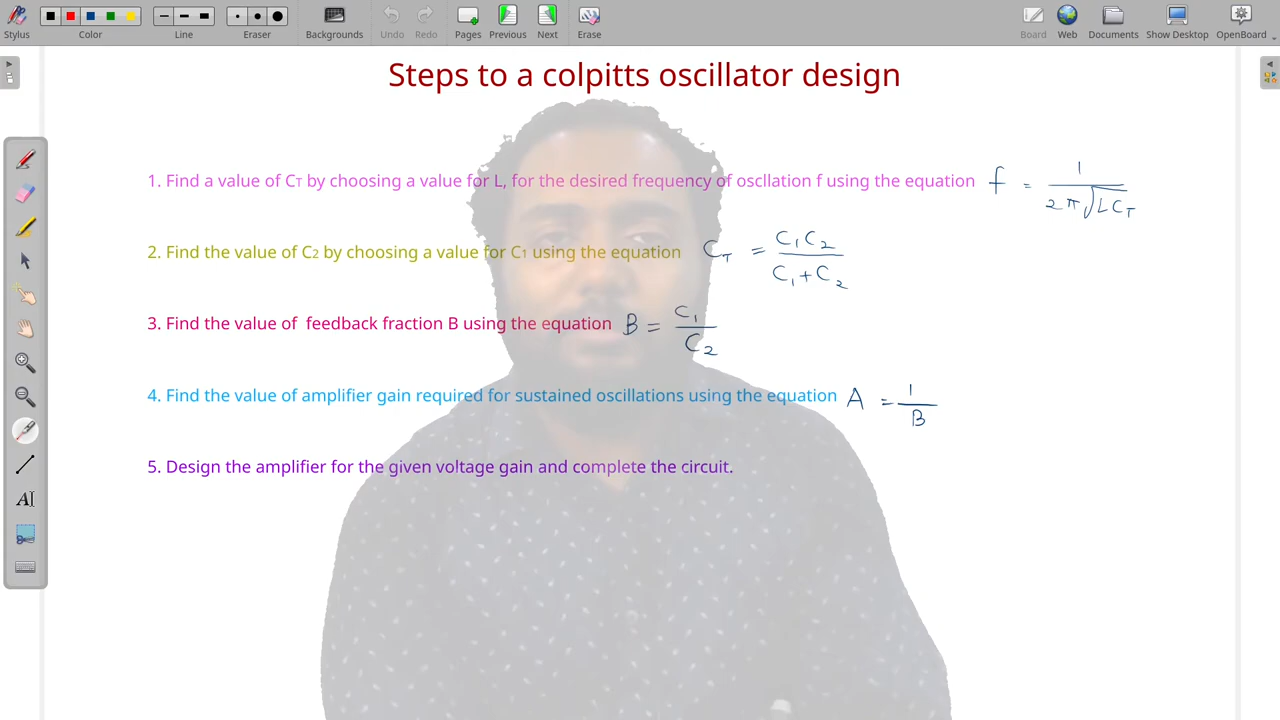 Stylus Color Line Eraser Backgrounds Undo Redo Pages Previous Next Erase Board Web Documents Show Desktop OpenBoard
Steps to a colpitts oscillator design
1. Find a value of CT by choosing a value for L, for the desired frequency of oscllation f using the equation f = 1 / 2π√LCT
2. Find the value of C2 by choosing a value for C1 using the equation CT = C1C2 / C1+C2
3. Find the value of feedback fraction B using the equation B = C1 / C2
4. Find the value of amplifier gain required for sustained oscillations using the equation A = 1 / B
5. Design the amplifier for the given voltage gain and complete the circuit.
AI